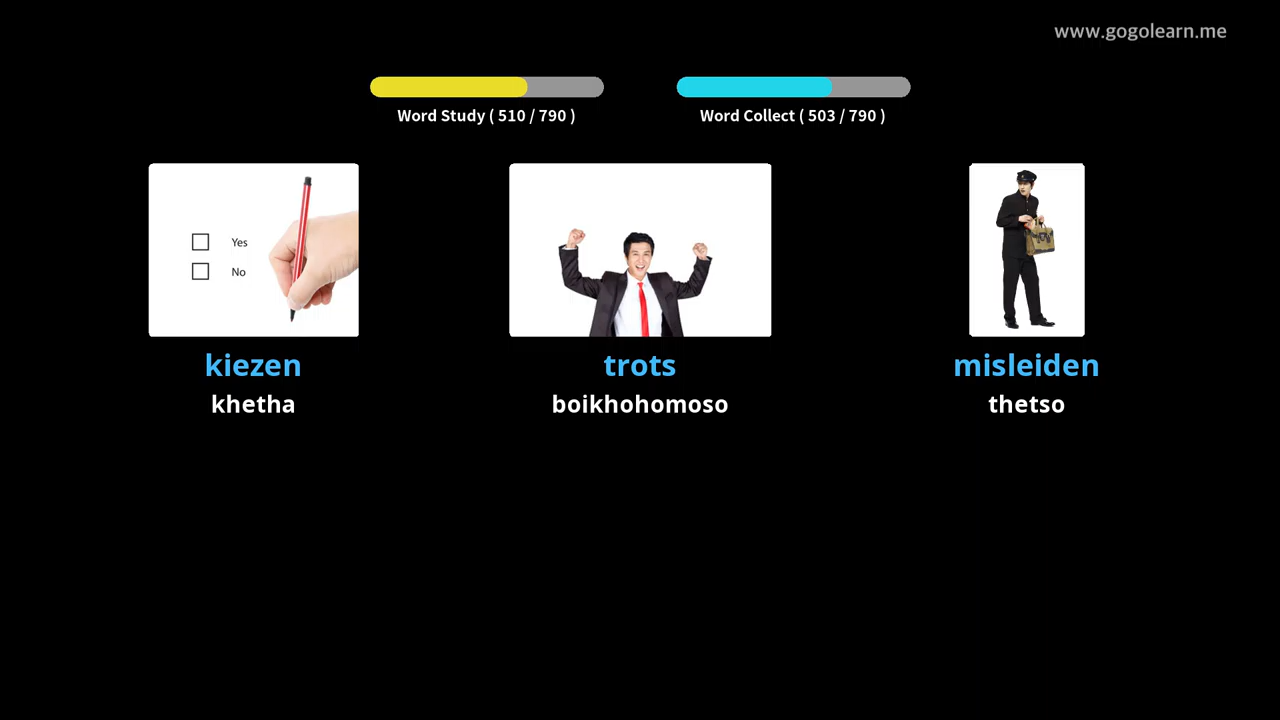 www.gogolearn.me
Word Study ( 510 / 790 )
Word Collect ( 503 / 790 )
Yes
No
kiezen
khetha
trots
boikhohomoso
misleiden
thetso